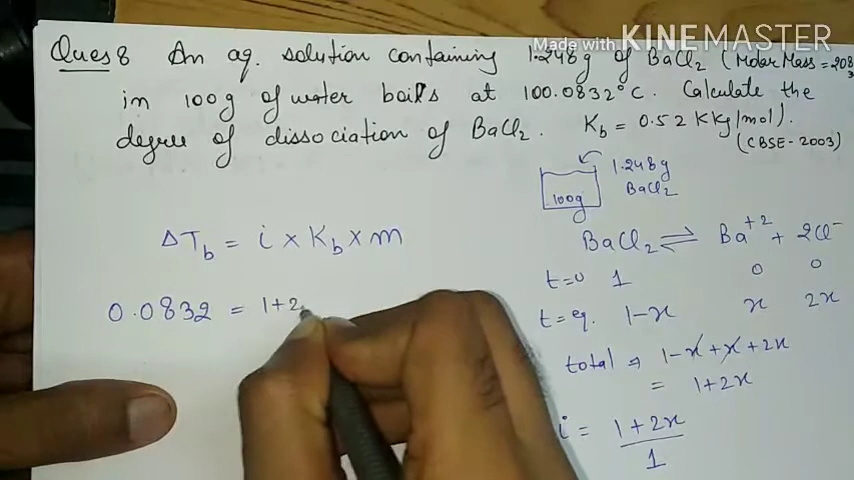 Made with KINEMASTER
Ques 8 An aq. solution containing 1.248g of BaCl2 (Molar Mass = 208.3
in 100g of water boils at 100.0832°C. Calculate the
degree of dissociation of BaCl2. Kb = 0.52 K kg/mol).
(CBSE-2003)
1.248g
BaCl2
100g
ΔTb = i × Kb × m
BaCl2 ⇌ Ba+2 + 2Cl-
t=0 1 0 0
0.0832 = 1+2
t=eq. 1-x x 2x
total ⇒ 1-x+x+2x
= 1+2x
i = 1+2x
1